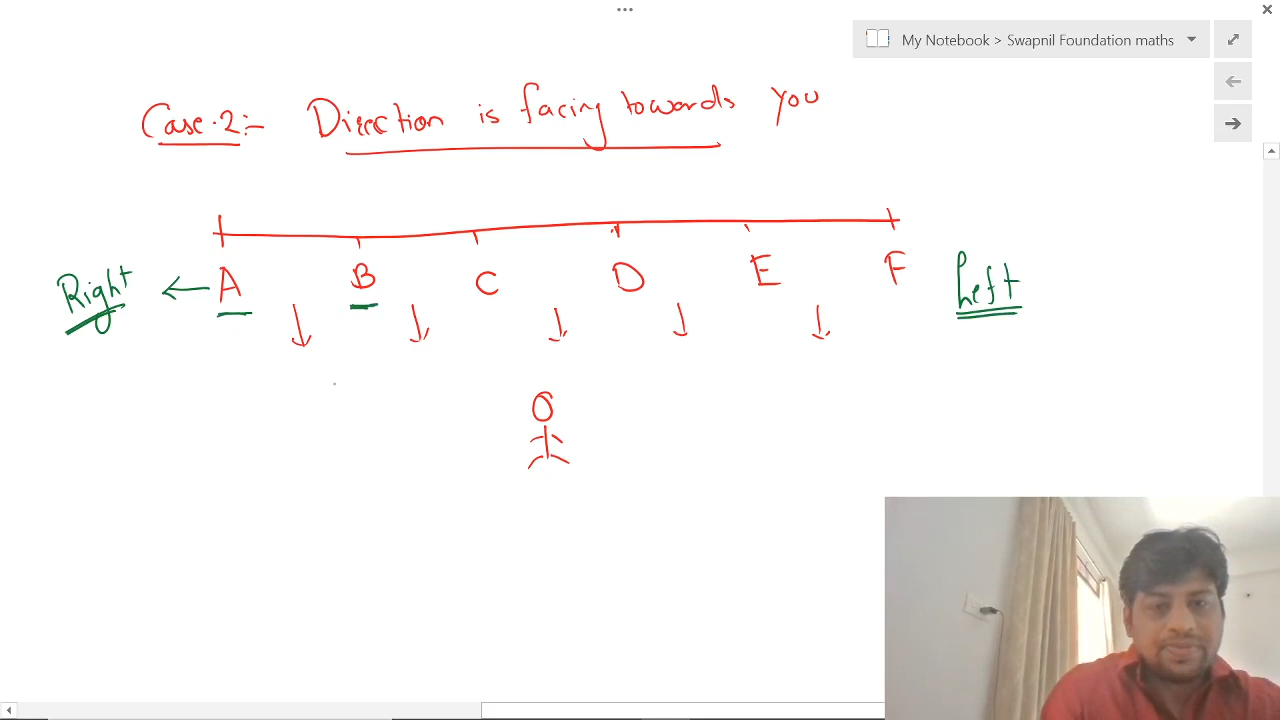 My Notebook > Swapnil Foundation maths
Case.2:- Direction is facing towards you
Right ← A B C D E F Left